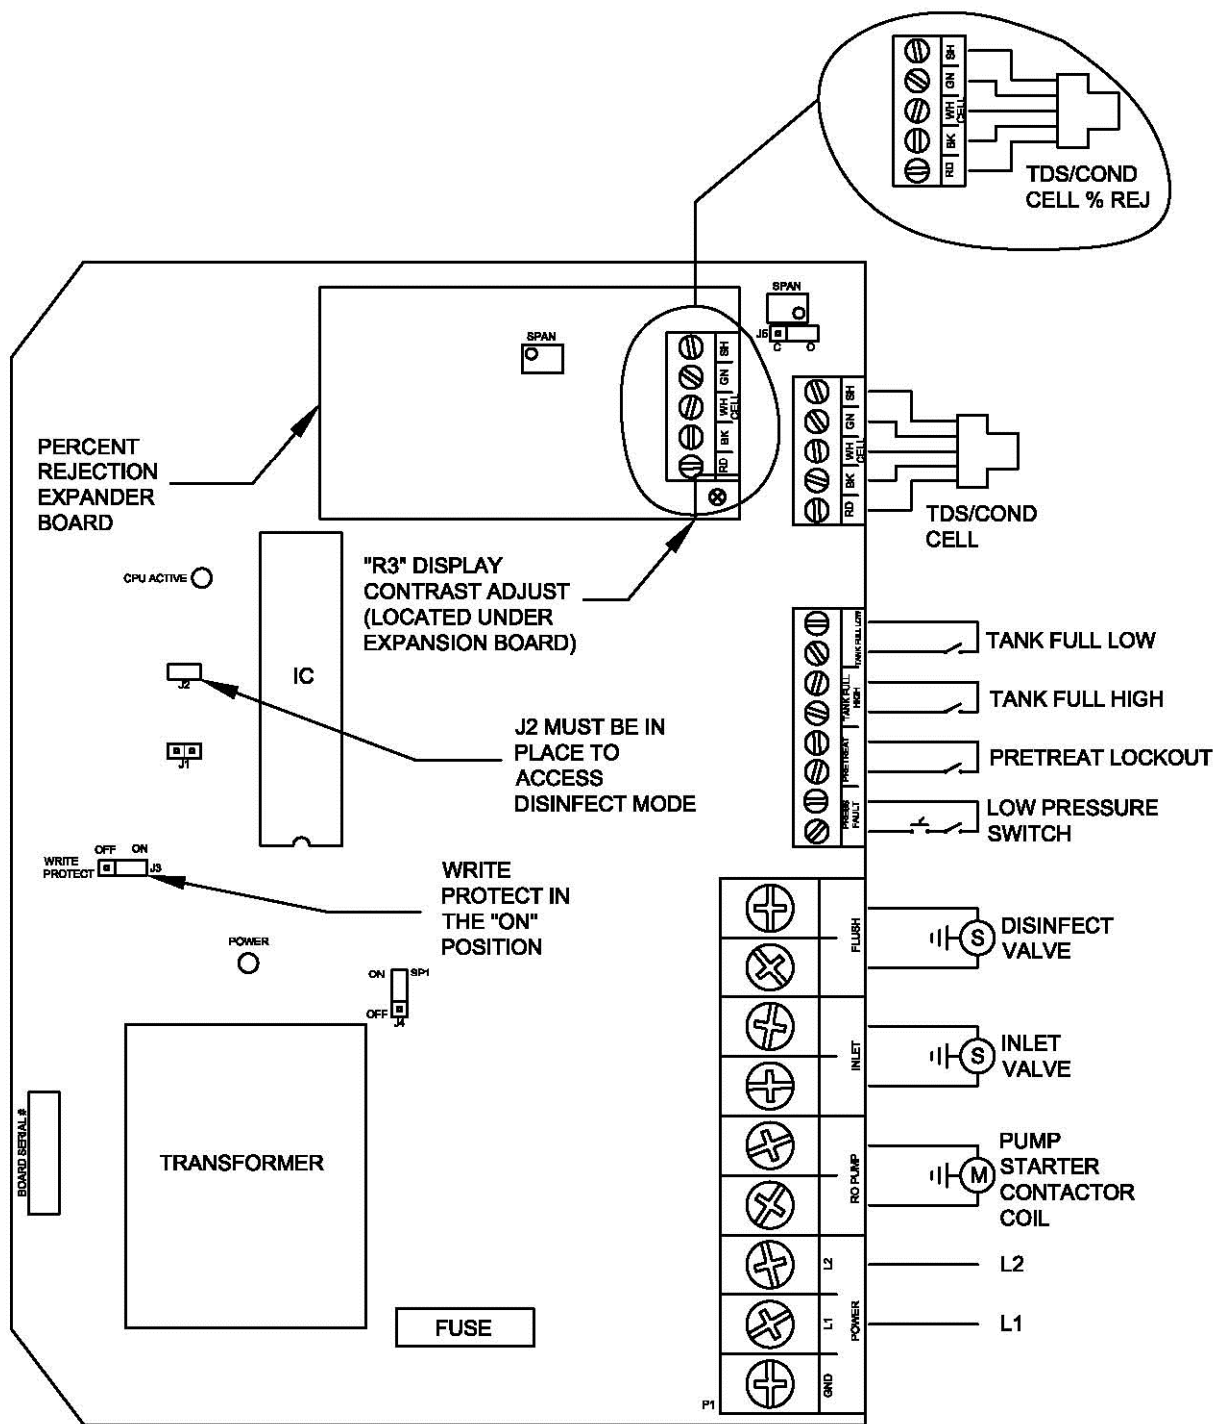 SH
GN
WH
CELL
BK
RD
TDS/COND
CELL % REJ
SPAN
J5
C O
SPAN
SH
GN
WH
CELL
BK
RD
SH
GN
WH
CELL
BK
RD
TDS/COND
CELL
PERCENT
REJECTION
EXPANDER
BOARD
"R3" DISPLAY
CONTRAST ADJUST
(LOCATED UNDER
EXPANSION BOARD)
CPU ACTIVE
IC
J2
J1
J2 MUST BE IN
PLACE TO
ACCESS
DISINFECT MODE
TANK FULL LOW
TANK FULL
HIGH
PRETREAT
PRESS
FAULT
TANK FULL LOW
TANK FULL HIGH
PRETREAT LOCKOUT
LOW PRESSURE
SWITCH
OFF ON
WRITE
PROTECT
J3
WRITE
PROTECT IN
THE "ON"
POSITION
POWER
ON SP1
OFF
J4
FLUSH
DISINFECT
VALVE
S
INLET
INLET
VALVE
S
RO PUMP
M
PUMP
STARTER
CONTACTOR
COIL
L2
L2
L1
POWER
L1
GND
P1
BOARD SERIAL #
TRANSFORMER
FUSE